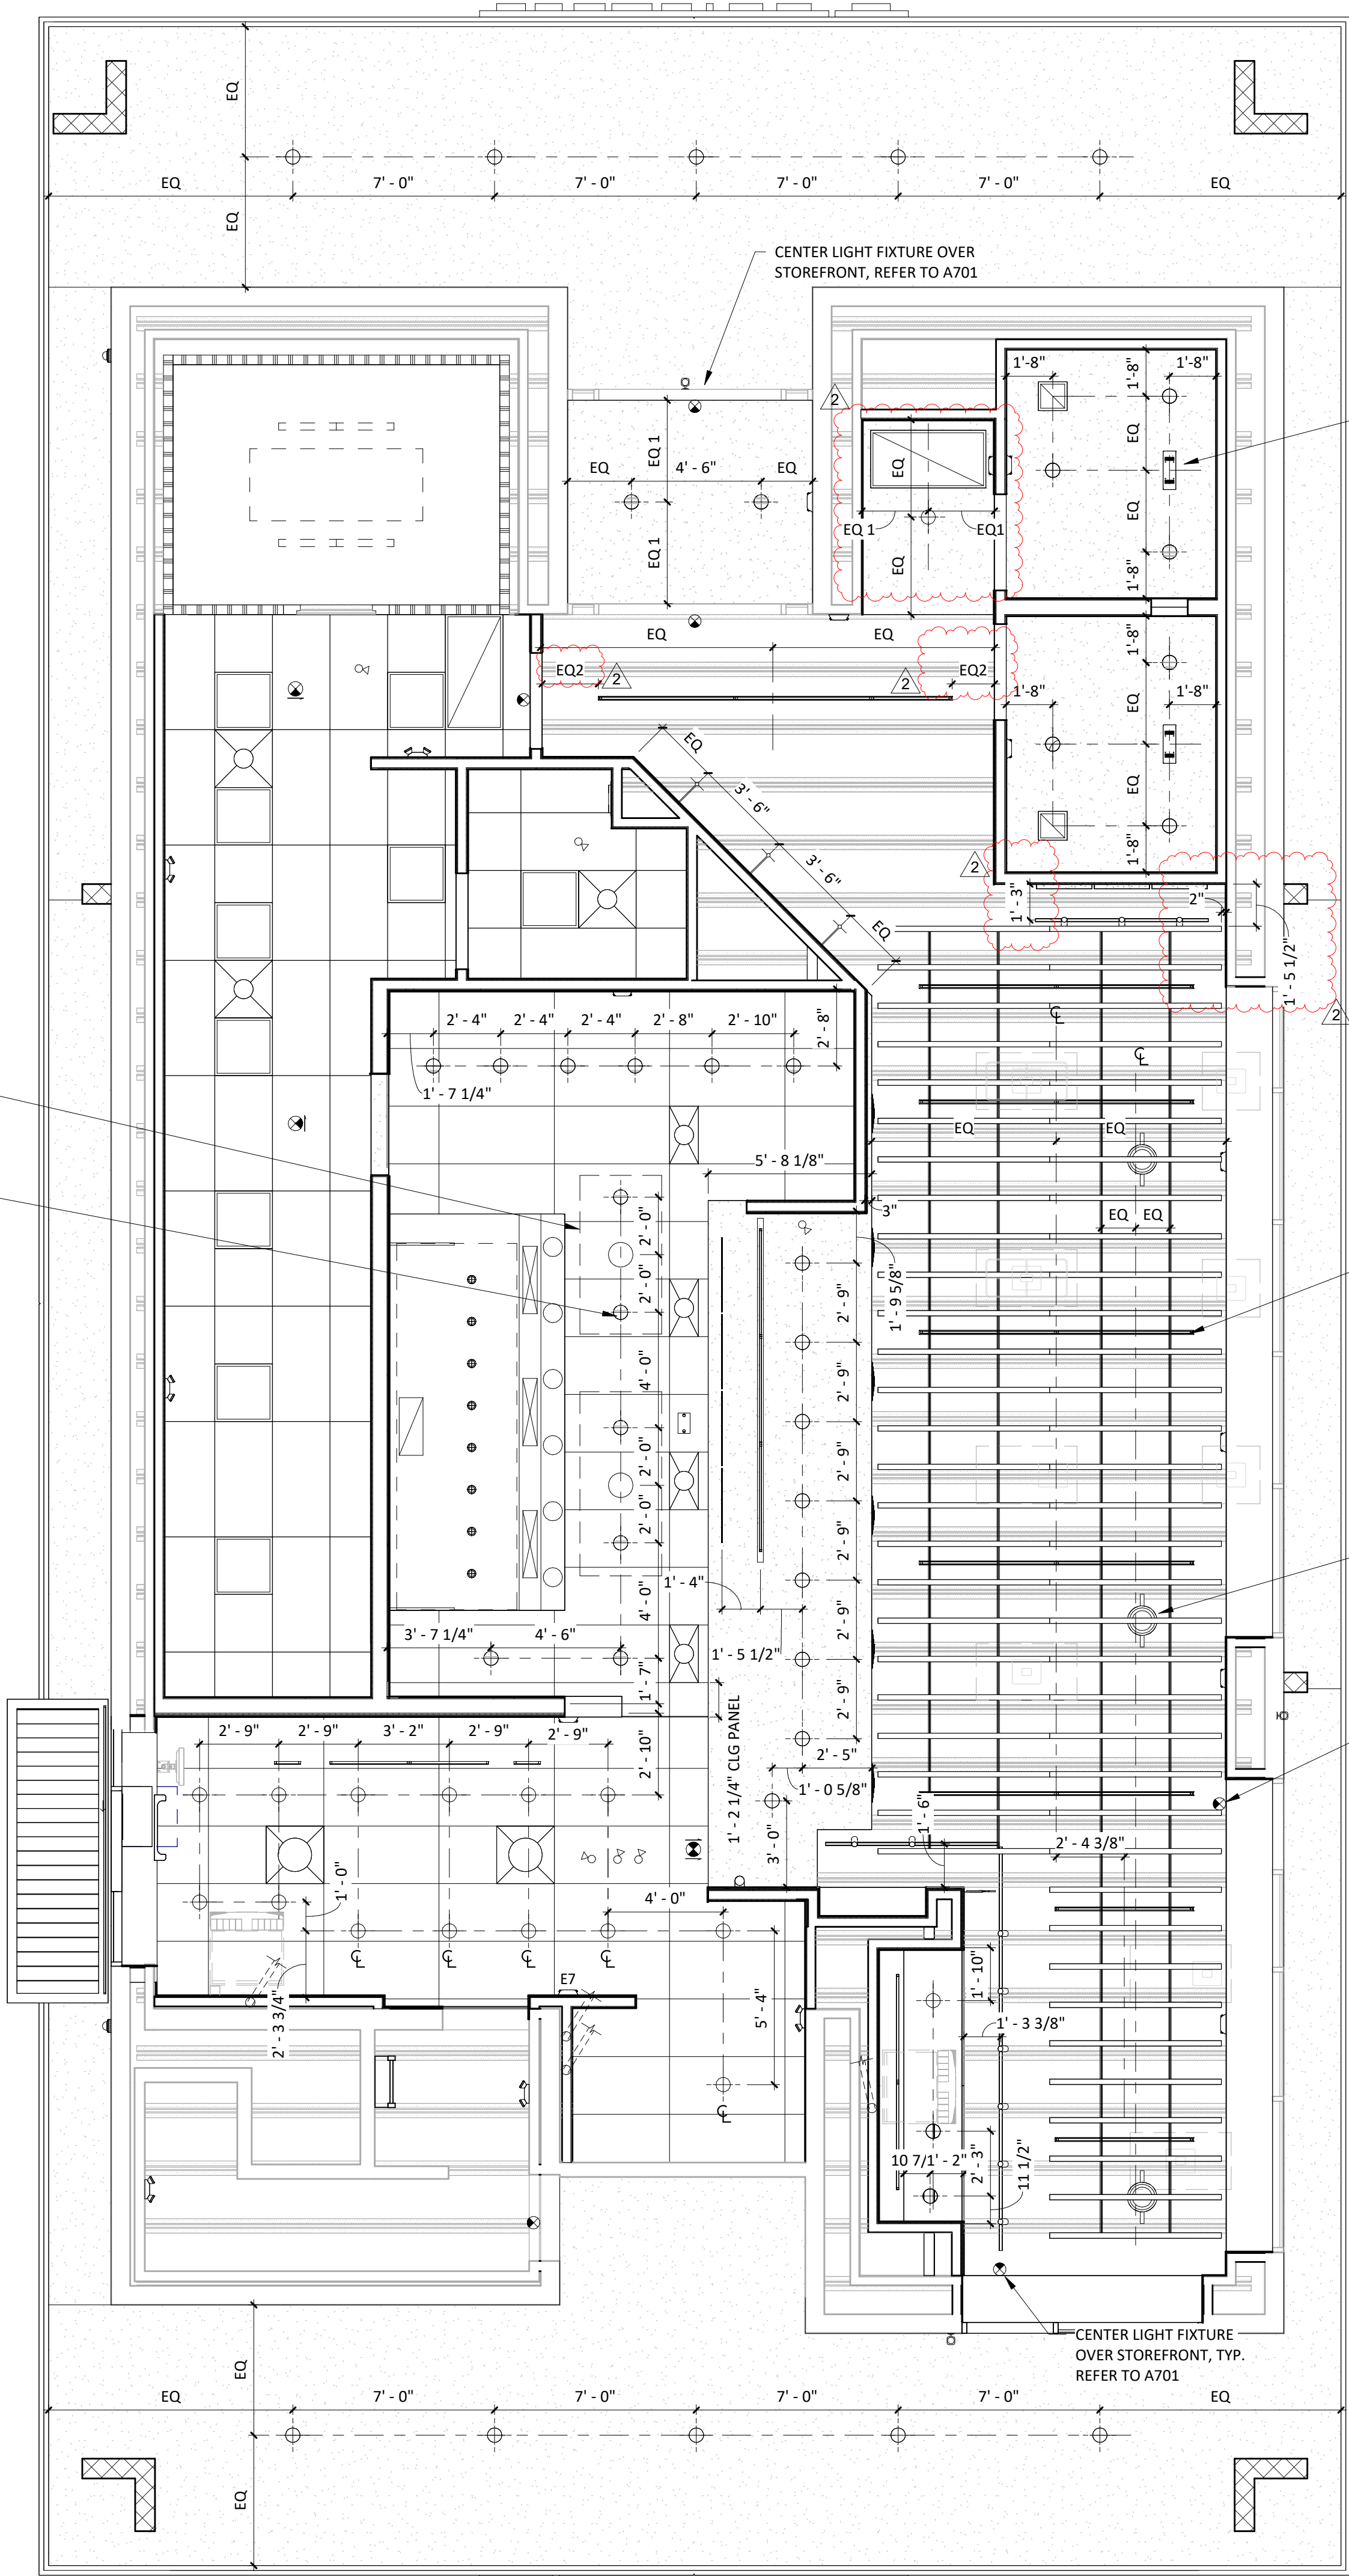 EQ
EQ
7' - 0"
7' - 0"
7' - 0"
7' - 0"
EQ
EQ
CENTER LIGHT FIXTURE OVER
STOREFRONT, REFER TO A701
1'-8"
1'-8"
1'-8"
2
EQ
EQ 1
4' - 6"
EQ
EQ
EQ
EQ 1
EQ1
EQ
EQ 1
EQ
1'-8"
EQ
EQ
EQ2
2
2
EQ2
1'-8"
1'-8"
1'-8"
EQ
EQ
3' - 6"
EQ
1'-8"
3' - 6"
2
1' - 3"
2"
EQ
1' - 5 1/2"
2
2' - 4"
2' - 4"
2' - 4"
2' - 8"
2' - 10"
2' - 8"
℄
℄
1' - 7 1/4"
EQ
EQ
5' - 8 1/8"
3"
EQ
EQ
2' - 0"
2' - 0"
1' - 9 5/8"
2' - 9"
4' - 0"
2' - 9"
2' - 0"
2' - 9"
2' - 0"
2' - 9"
1' - 4"
4' - 0"
2' - 9"
3' - 7 1/4"
4' - 6"
1' - 5 1/2"
1' - 7"
2' - 9"
1' - 2 1/4" CLG PANEL
2' - 9"
2' - 9"
3' - 2"
2' - 9"
2' - 9"
2' - 10"
2' - 5"
1' - 0 5/8"
1' - 6"
3' - 0"
2' - 4 3/8"
1' - 0"
4' - 0"
℄
℄
℄
℄
E7
2' - 3 3/4"
5' - 4"
1' - 10"
1' - 3 3/8"
℄
10 7/1' - 2"
2' - 3"
11 1/2"
CENTER LIGHT FIXTURE
OVER STOREFRONT, TYP.
REFER TO A701
EQ
EQ
7' - 0"
7' - 0"
7' - 0"
7' - 0"
EQ
EQ